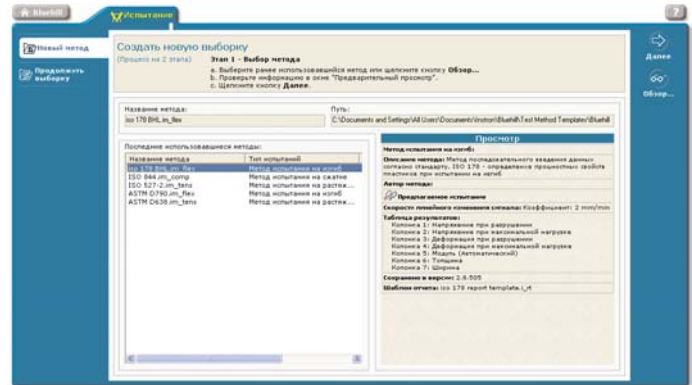 Bluehill
Испытание
?
Новый метод
Продолжить
выборку
Создать новую выборку
(Процесс из 2 этапа)
Этап 1 - Выбор метода
a. Выберите ранее использовавшийся метод или щелкните кнопку Обзор...
b. Проверьте информацию в окне "Предварительный просмотр".
c. Щелкните кнопку Далее.
Далее
Обзор...
Название метода:
Путь:
iso 178 BHL.im_flex
C:\Documents and Settings\All Users\Documents\Instron\Bluehill\Test Method Templates\Bluehill
Последние использовавшиеся методы:
Название метода
Тип испытаний
iso 178 BHL.im_flex
Метод испытания на изгиб
ISO 844.im_comp
Метод испытания на сжатие
ISO 527-2.im_tens
Метод испытания на растяж...
ASTM D790.im_flex
Метод испытания на изгиб
ASTM D638.im_tens
Метод испытания на растяж...
Просмотр
Метод испытания на изгиб:
Описание метода: Метод последовательного введения данных
согласно стандарту, ISO 178 - определение прочностных свойств
пластиков при испытании на изгиб
Автор метода:
Предлагаемое испытание
Скорости линейного изменения сигнала: Коэффициент: 2 mm/min
Таблица результатов:
Колонка 1: Напряжение при разрушении
Колонка 2: Напряжение при максимальной нагрузке
Колонка 3: Деформация при разрушении
Колонка 4: Деформация при максимальной нагрузке
Колонка 5: Модуль (Автоматический)
Колонка 6: Толщина
Колонка 7: Ширина
Сохранено в версии: 2.6.505
Шаблон отчета: iso 178 report template.i_rt